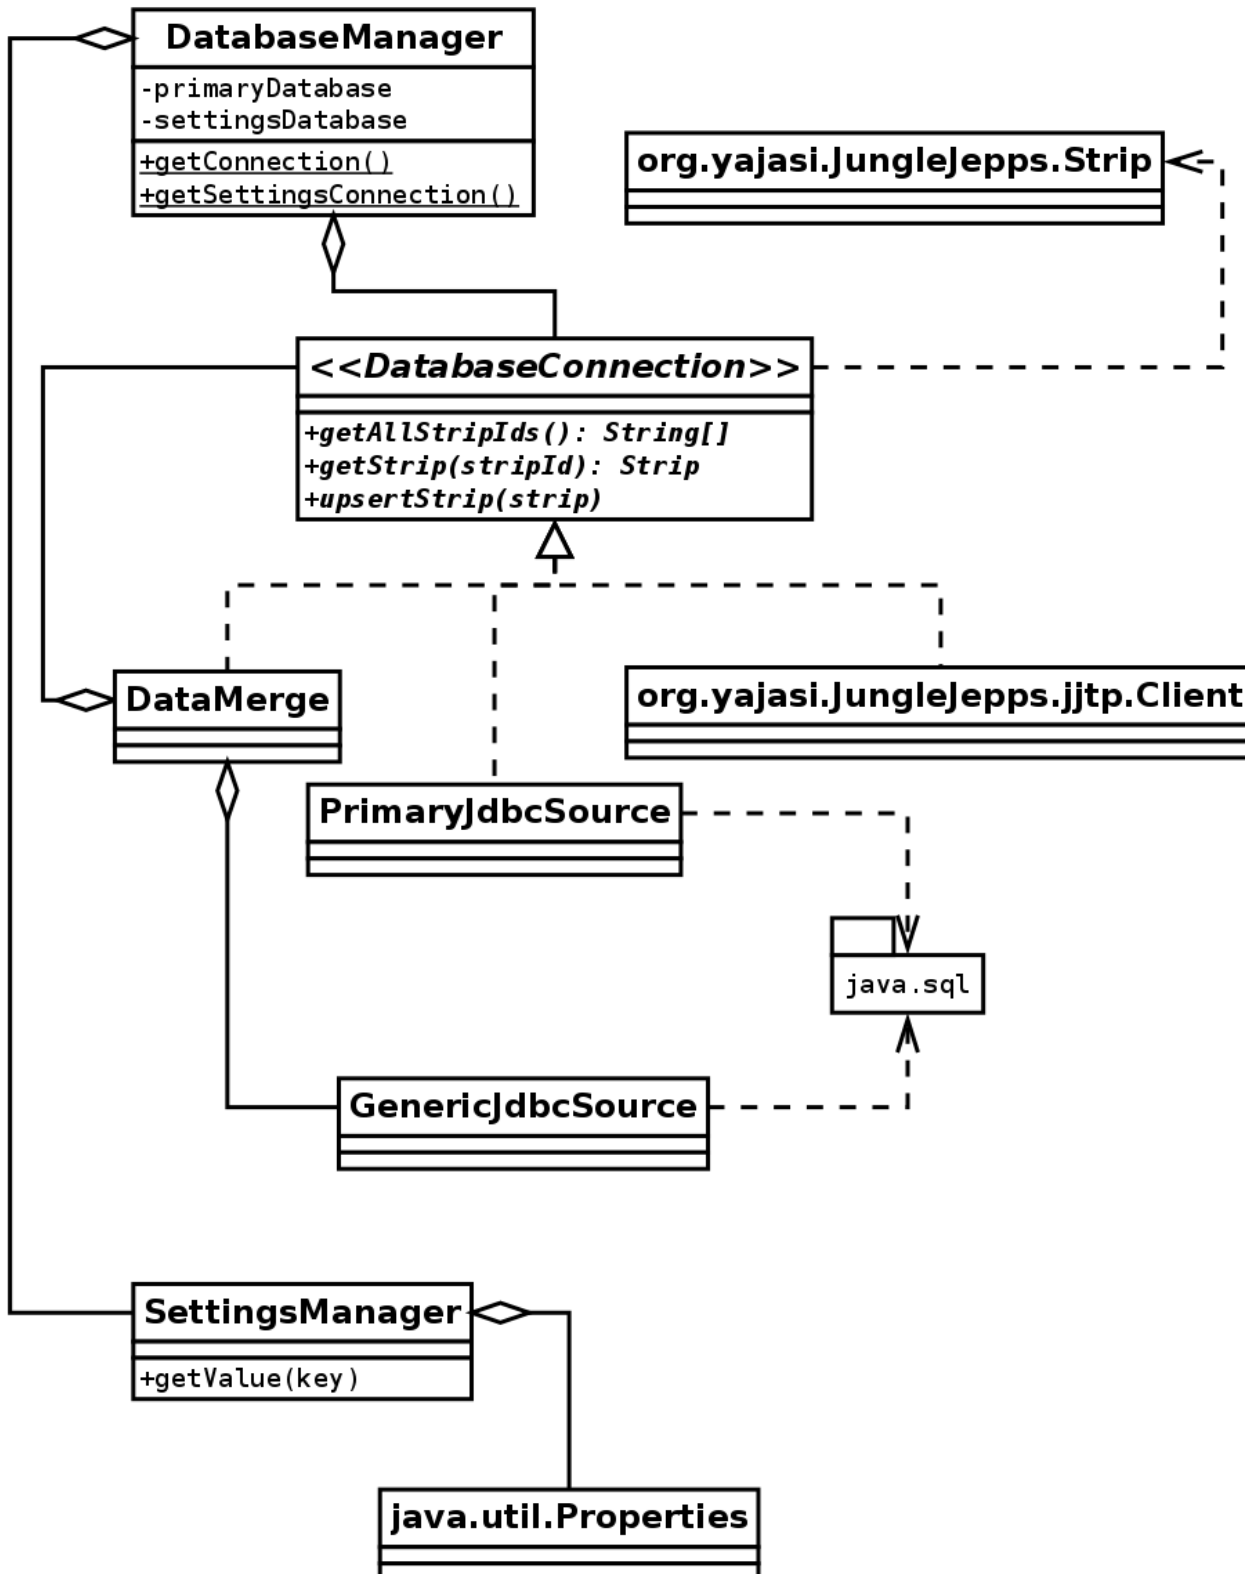 DatabaseManager
-primaryDatabase
-settingsDatabase
+getConnection()
+getSettingsConnection()
org.yajasi.JungleJepps.Strip
<<DatabaseConnection>>
+getAllStripIds(): String[]
+getStrip(stripId): Strip
+upsertStrip(strip)
DataMerge
org.yajasi.JungleJepps.jjtp.Client
PrimaryJdbcSource
java.sql
GenericJdbcSource
SettingsManager
+getValue(key)
java.util.Properties